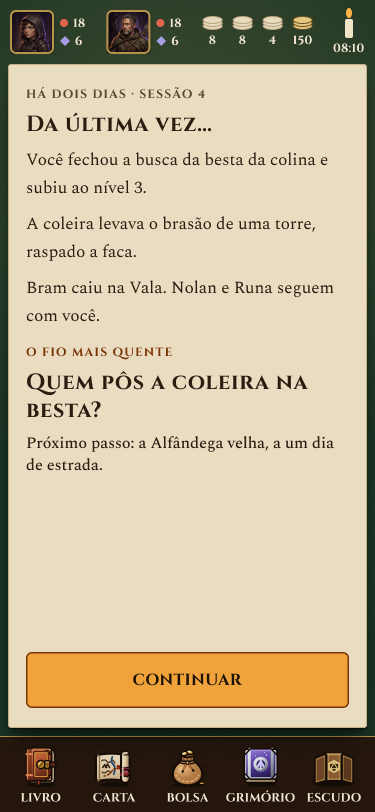 18
6
18
6
8
8
4
150
08:10
HÁ DOIS DIAS · SESSÃO 4
DA ÚLTIMA VEZ...
Você fechou a busca da besta da colina e
subiu ao nível 3.
A coleira levava o brasão de uma torre,
raspado a faca.
Bram caiu na Vala. Nolan e Runa seguem
com você.
O FIO MAIS QUENTE
QUEM PÔS A COLEIRA NA
BESTA?
Próximo passo: a Alfândega velha, a um dia
de estrada.
CONTINUAR
LIVRO
CARTA
BOLSA
GRIMÓRIO
ESCUDO